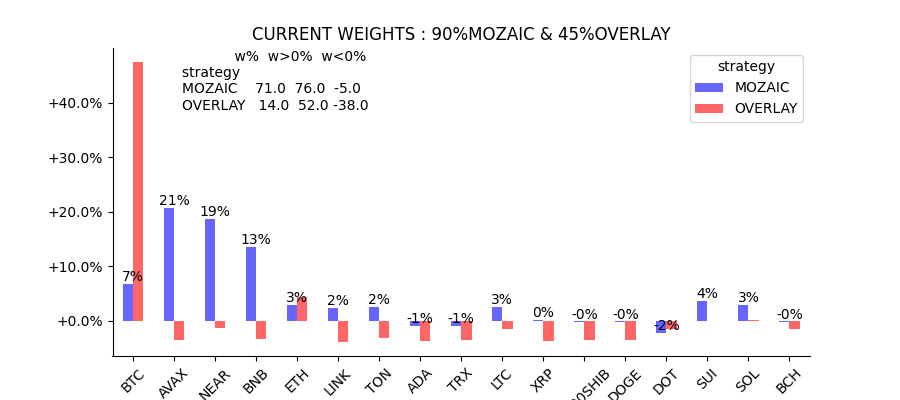 CURRENT WEIGHTS : 90%MOZAIC & 45%OVERLAY
w% w>0% w<0%
strategy
MOZAIC 71.0 76.0 -5.0
OVERLAY 14.0 52.0 -38.0
strategy
MOZAIC
OVERLAY
+40.0%
+30.0%
+20.0%
+10.0%
+0.0%
7%
21%
19%
13%
3%
2%
2%
-1%
-1%
3%
0%
-0%
-0%
-2%
4%
3%
-0%
BTC
AVAX
NEAR
BNB
ETH
LINK
TON
ADA
TRX
LTC
XRP
DOGE
DOT
SUI
SOL
BCH